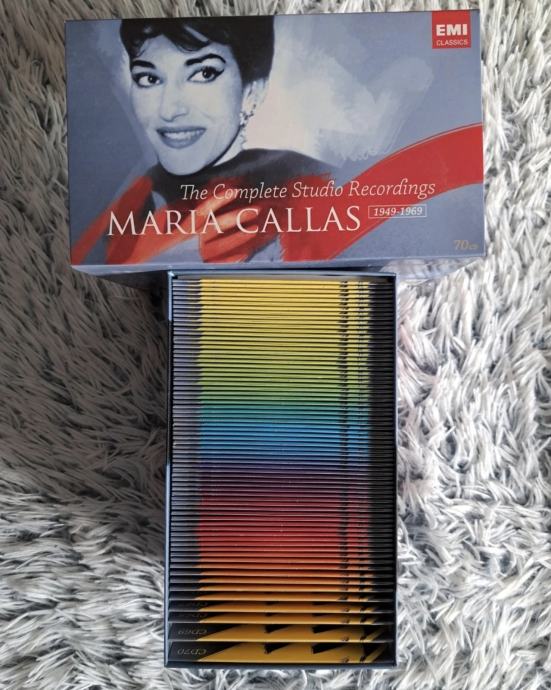 EMI
CLASSICS
The Complete Studio Recordings
MARIA CALLAS 1949-1969
70CD
CD69
CD70